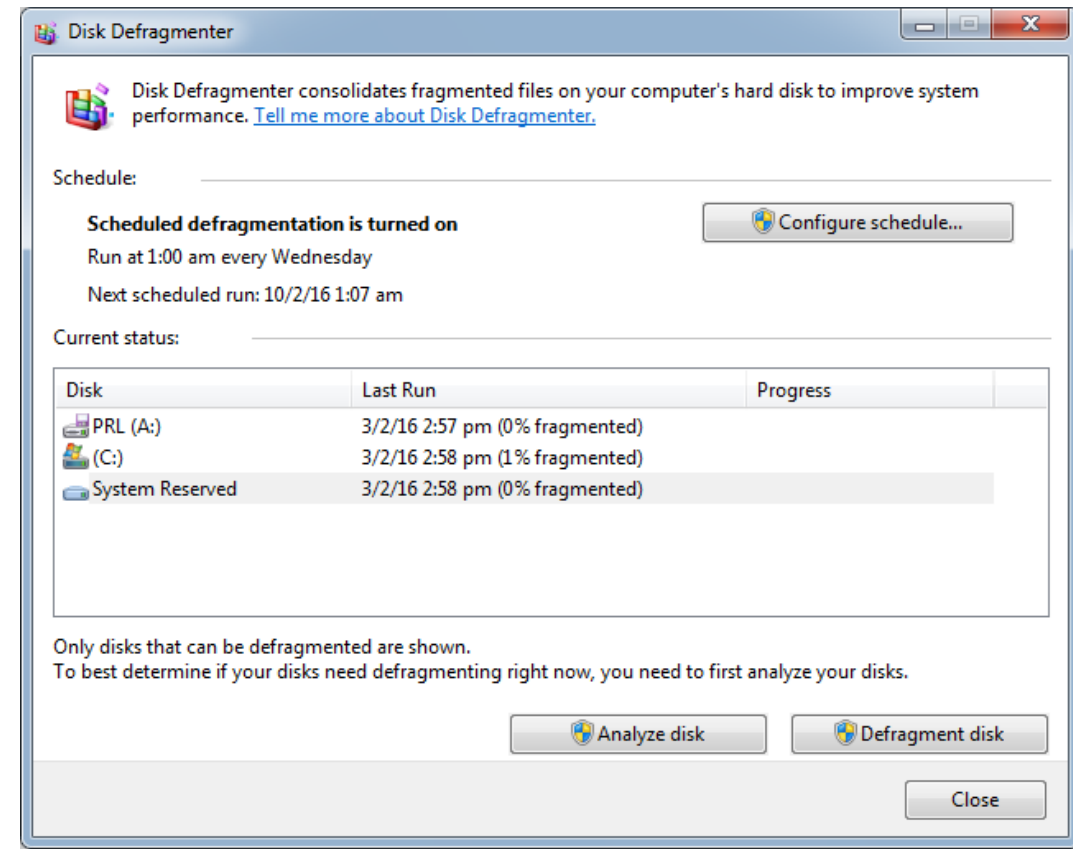 Disk Defragmenter
Disk Defragmenter consolidates fragmented files on your computer's hard disk to improve system
performance. Tell me more about Disk Defragmenter.
Schedule:
Scheduled defragmentation is turned on
Configure schedule...
Run at 1:00 am every Wednesday
Next scheduled run: 10/2/16 1:07 am
Current status:
Disk Last Run Progress
PRL (A:) 3/2/16 2:57 pm (0% fragmented)
(C:) 3/2/16 2:58 pm (1% fragmented)
System Reserved 3/2/16 2:58 pm (0% fragmented)
Only disks that can be defragmented are shown.
To best determine if your disks need defragmenting right now, you need to first analyze your disks.
Analyze disk Defragment disk
Close